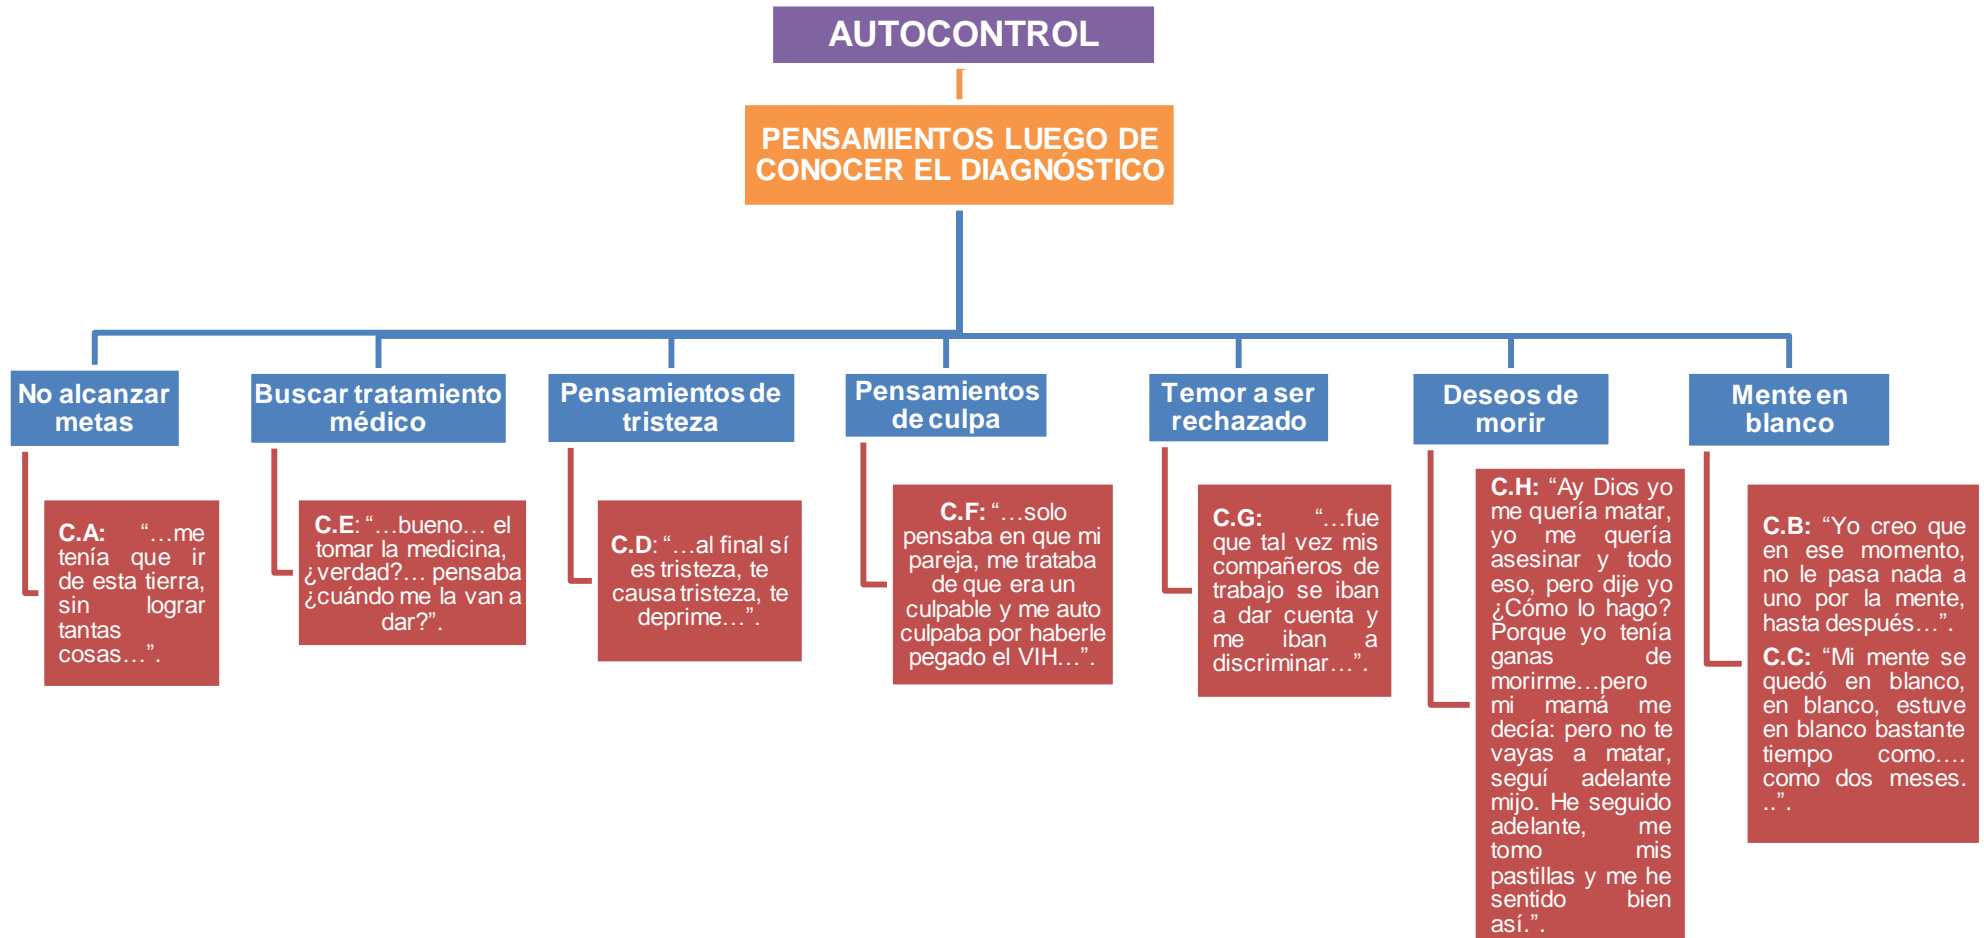 AUTOCONTROL
PENSAMIENTOS LUEGO DE
CONOCER EL DIAGNÓSTICO
No alcanzar
metas
C.A: “…me
tenía que ir
de esta tierra,
sin lograr
tantas
cosas…”.
Buscar tratamiento
médico
C.E: “…bueno… el
tomar la medicina,
¿verdad?… pensaba
¿cuándo me la van a
dar?”.
Pensamientos de
tristeza
C.D: “…al final sí
es tristeza, te
causa tristeza, te
deprime…”.
Pensamientos
de culpa
C.F: “…solo
pensaba en que mi
pareja, me trataba
de que era un
culpable y me auto
culpaba por haberle
pegado el VIH…”.
Temor a ser
rechazado
C.G: “…fue
que tal vez mis
compañeros de
trabajo se iban
a dar cuenta y
me iban a
discriminar…”.
Deseos de
morir
C.H: “Ay Dios yo
me quería matar,
yo me quería
asesinar y todo
eso, pero dije yo
¿Cómo lo hago?
Porque yo tenía
ganas de
morirme…pero
mi mamá me
decía: pero no te
vayas a matar,
seguí adelante
mijo. He seguido
adelante, me
tomo mis
pastillas y me he
sentido bien
así.”.
Mente en
blanco
C.B: “Yo creo que
en ese momento,
no le pasa nada a
uno por la mente,
hasta después…”.
C.C: “Mi mente se
quedó en blanco,
en blanco, estuve
en blanco bastante
tiempo como….
como dos meses.
..”.